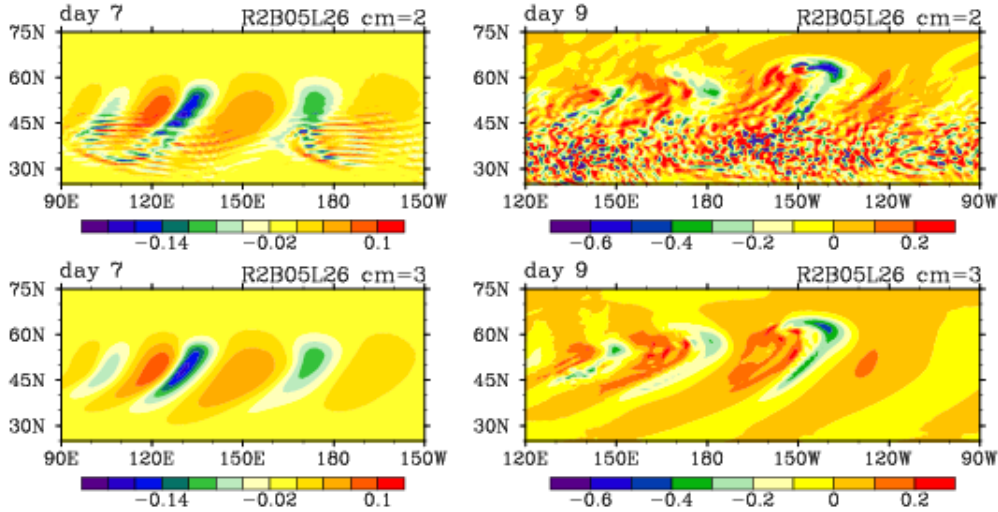 day 7 R2B05L26 cm=2
75N
60N
45N
30N
90E 120E 150E 180 150W
−0.14 −0.02 0.1
day 9 R2B05L26 cm=2
75N
60N
45N
30N
120E 150E 180 150W 120W 90W
−0.6 −0.4 −0.2 0 0.2
day 7 R2B05L26 cm=3
75N
60N
45N
30N
90E 120E 150E 180 150W
−0.14 −0.02 0.1
day 9 R2B05L26 cm=3
75N
60N
45N
30N
120E 150E 180 150W 120W 90W
−0.6 −0.4 −0.2 0 0.2